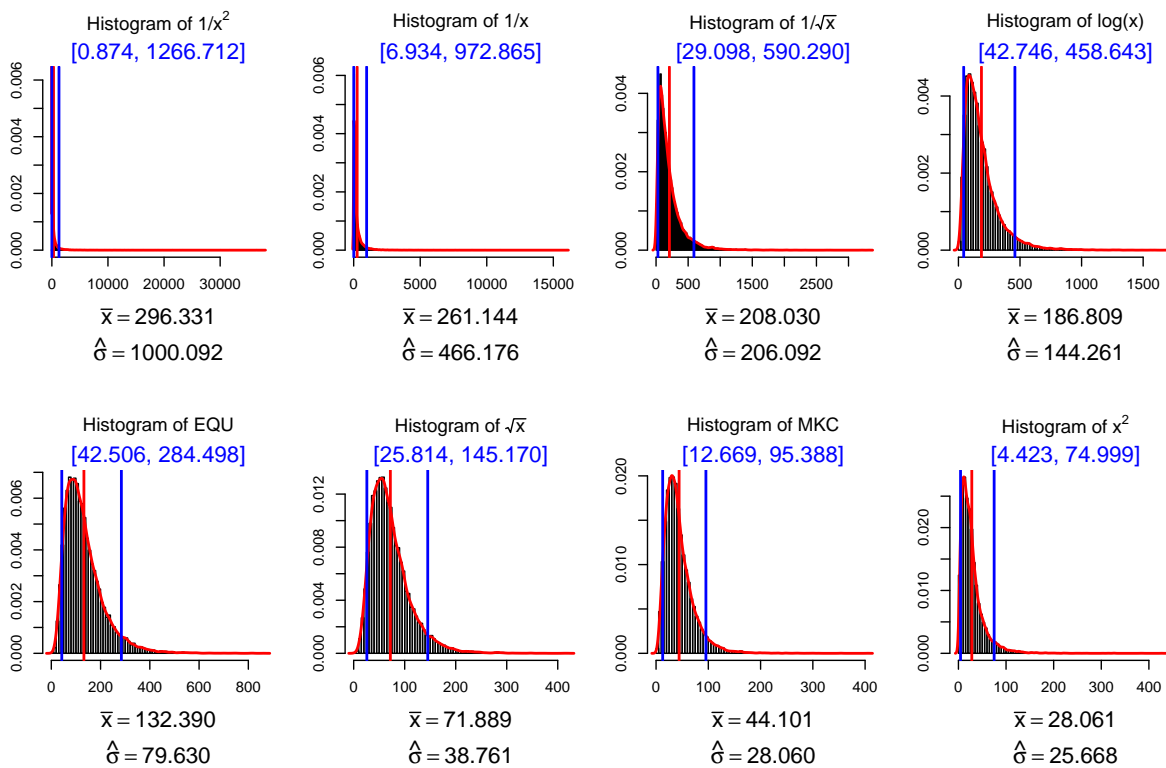 Histogram of 1/x²
[0.874, 1266.712]
0.000 0.002 0.004 0.006
0 10000 20000 30000
x̄ = 296.331
σ̂ = 1000.092
Histogram of 1/x
[6.934, 972.865]
0.000 0.002 0.004 0.006
0 5000 10000 15000
x̄ = 261.144
σ̂ = 466.176
Histogram of 1/√x
[29.098, 590.290]
0.000 0.002 0.004
0 500 1500 2500
x̄ = 208.030
σ̂ = 206.092
Histogram of log(x)
[42.746, 458.643]
0.000 0.002 0.004
0 500 1000 1500
x̄ = 186.809
σ̂ = 144.261
Histogram of EQU
[42.506, 284.498]
0.000 0.002 0.004 0.006
0 200 400 600 800
x̄ = 132.390
σ̂ = 79.630
Histogram of √x
[25.814, 145.170]
0.000 0.004 0.008 0.012
0 100 200 300 400
x̄ = 71.889
σ̂ = 38.761
Histogram of MKC
[12.669, 95.388]
0.000 0.010 0.020
0 100 200 300 400
x̄ = 44.101
σ̂ = 28.060
Histogram of x²
[4.423, 74.999]
0.000 0.010 0.020
0 100 200 300 400
x̄ = 28.061
σ̂ = 25.668